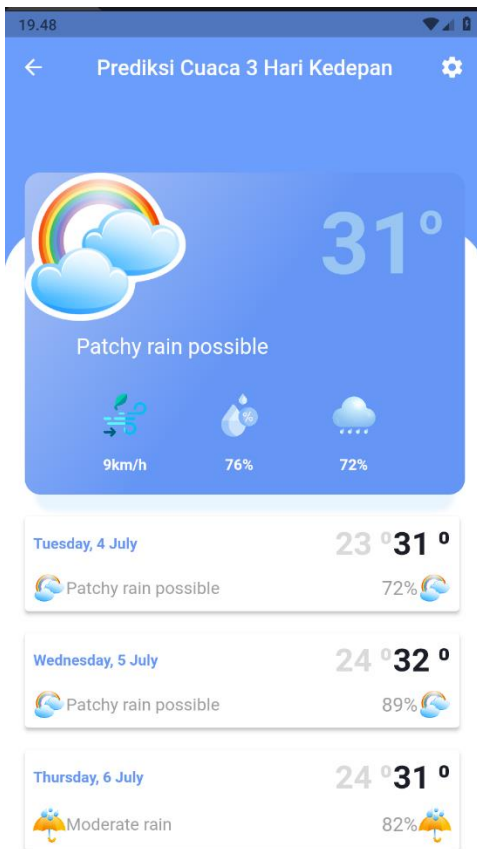 19.48
Prediksi Cuaca 3 Hari Kedepan
31°
Patchy rain possible
%
9km/h 76% 72%
Tuesday, 4 July 23 °31 °
Patchy rain possible 72%
Wednesday, 5 July 24 °32 °
Patchy rain possible 89%
Thursday, 6 July 24 °31 °
Moderate rain 82%